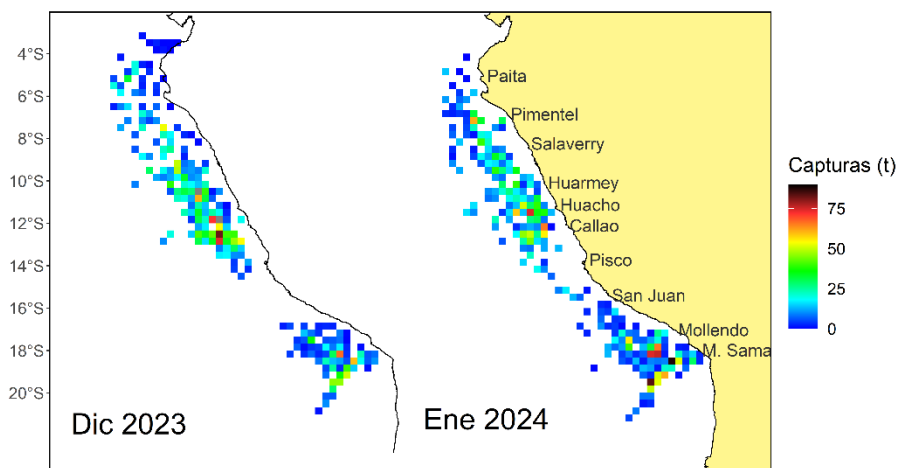 4°S
6°S
8°S
10°S
12°S
14°S
16°S
18°S
20°S
Dic 2023
Ene 2024
Paita
Pimentel
Salaverry
Huarmey
Huacho
Callao
Pisco
San Juan
Mollendo
M. Sama
Capturas (t)
75
50
25
0